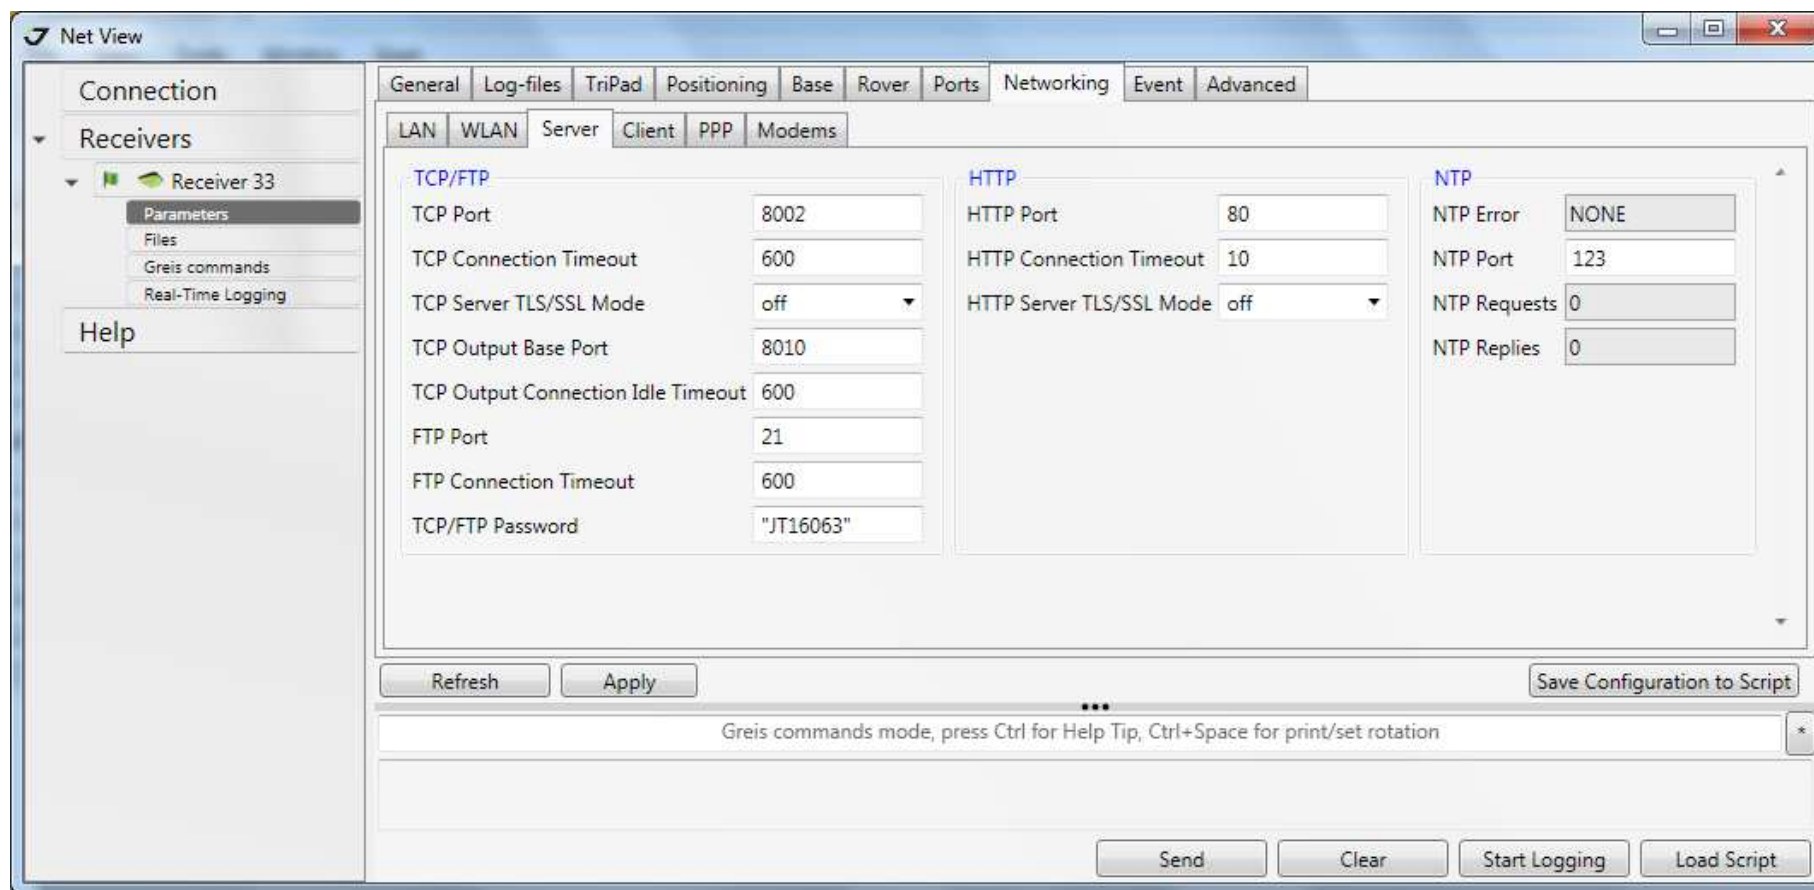 Net View
Connection
Receivers
Receiver 33
Parameters
Files
Greis commands
Real-Time Logging
Help
General Log-files TriPad Positioning Base Rover Ports Networking Event Advanced
LAN WLAN Server Client PPP Modems
TCP/FTP
TCP Port 8002
TCP Connection Timeout 600
TCP Server TLS/SSL Mode off
TCP Output Base Port 8010
TCP Output Connection Idle Timeout 600
FTP Port 21
FTP Connection Timeout 600
TCP/FTP Password "JT16063"
HTTP
HTTP Port 80
HTTP Connection Timeout 10
HTTP Server TLS/SSL Mode off
NTP
NTP Error NONE
NTP Port 123
NTP Requests 0
NTP Replies 0
Refresh Apply Save Configuration to Script
Greis commands mode, press Ctrl for Help Tip, Ctrl+Space for print/set rotation *
Send Clear Start Logging Load Script